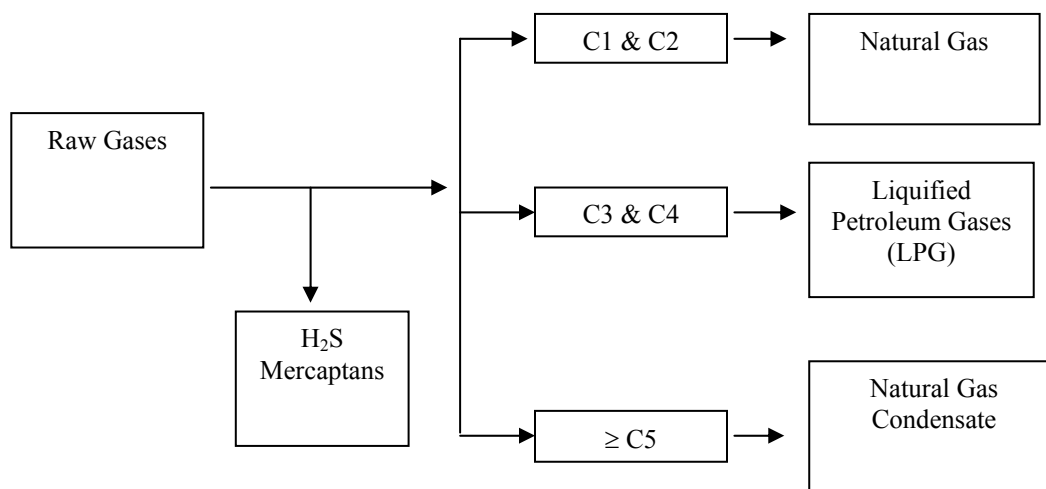 C1 & C2
Natural Gas
Raw Gases
C3 & C4
Liquified
Petroleum Gases
(LPG)
H₂S
Mercaptans
Natural Gas
Condensate
≥ C5